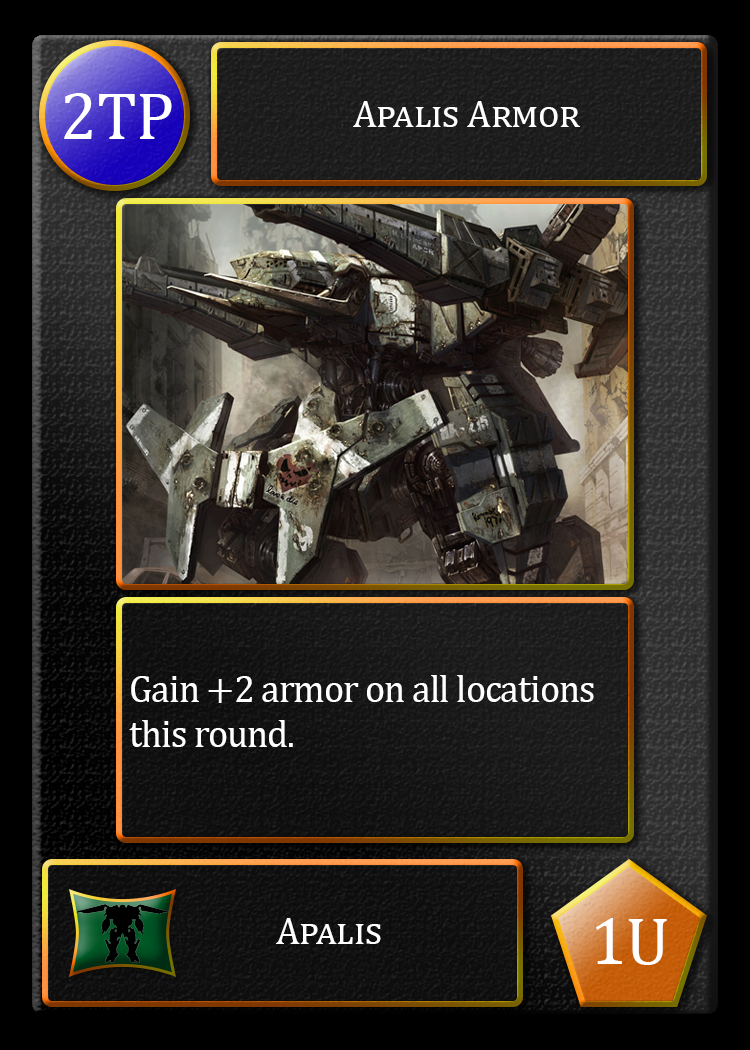 2TP
Apalis Armor
Gain +2 armor on all locations
this round.
Apalis
1U